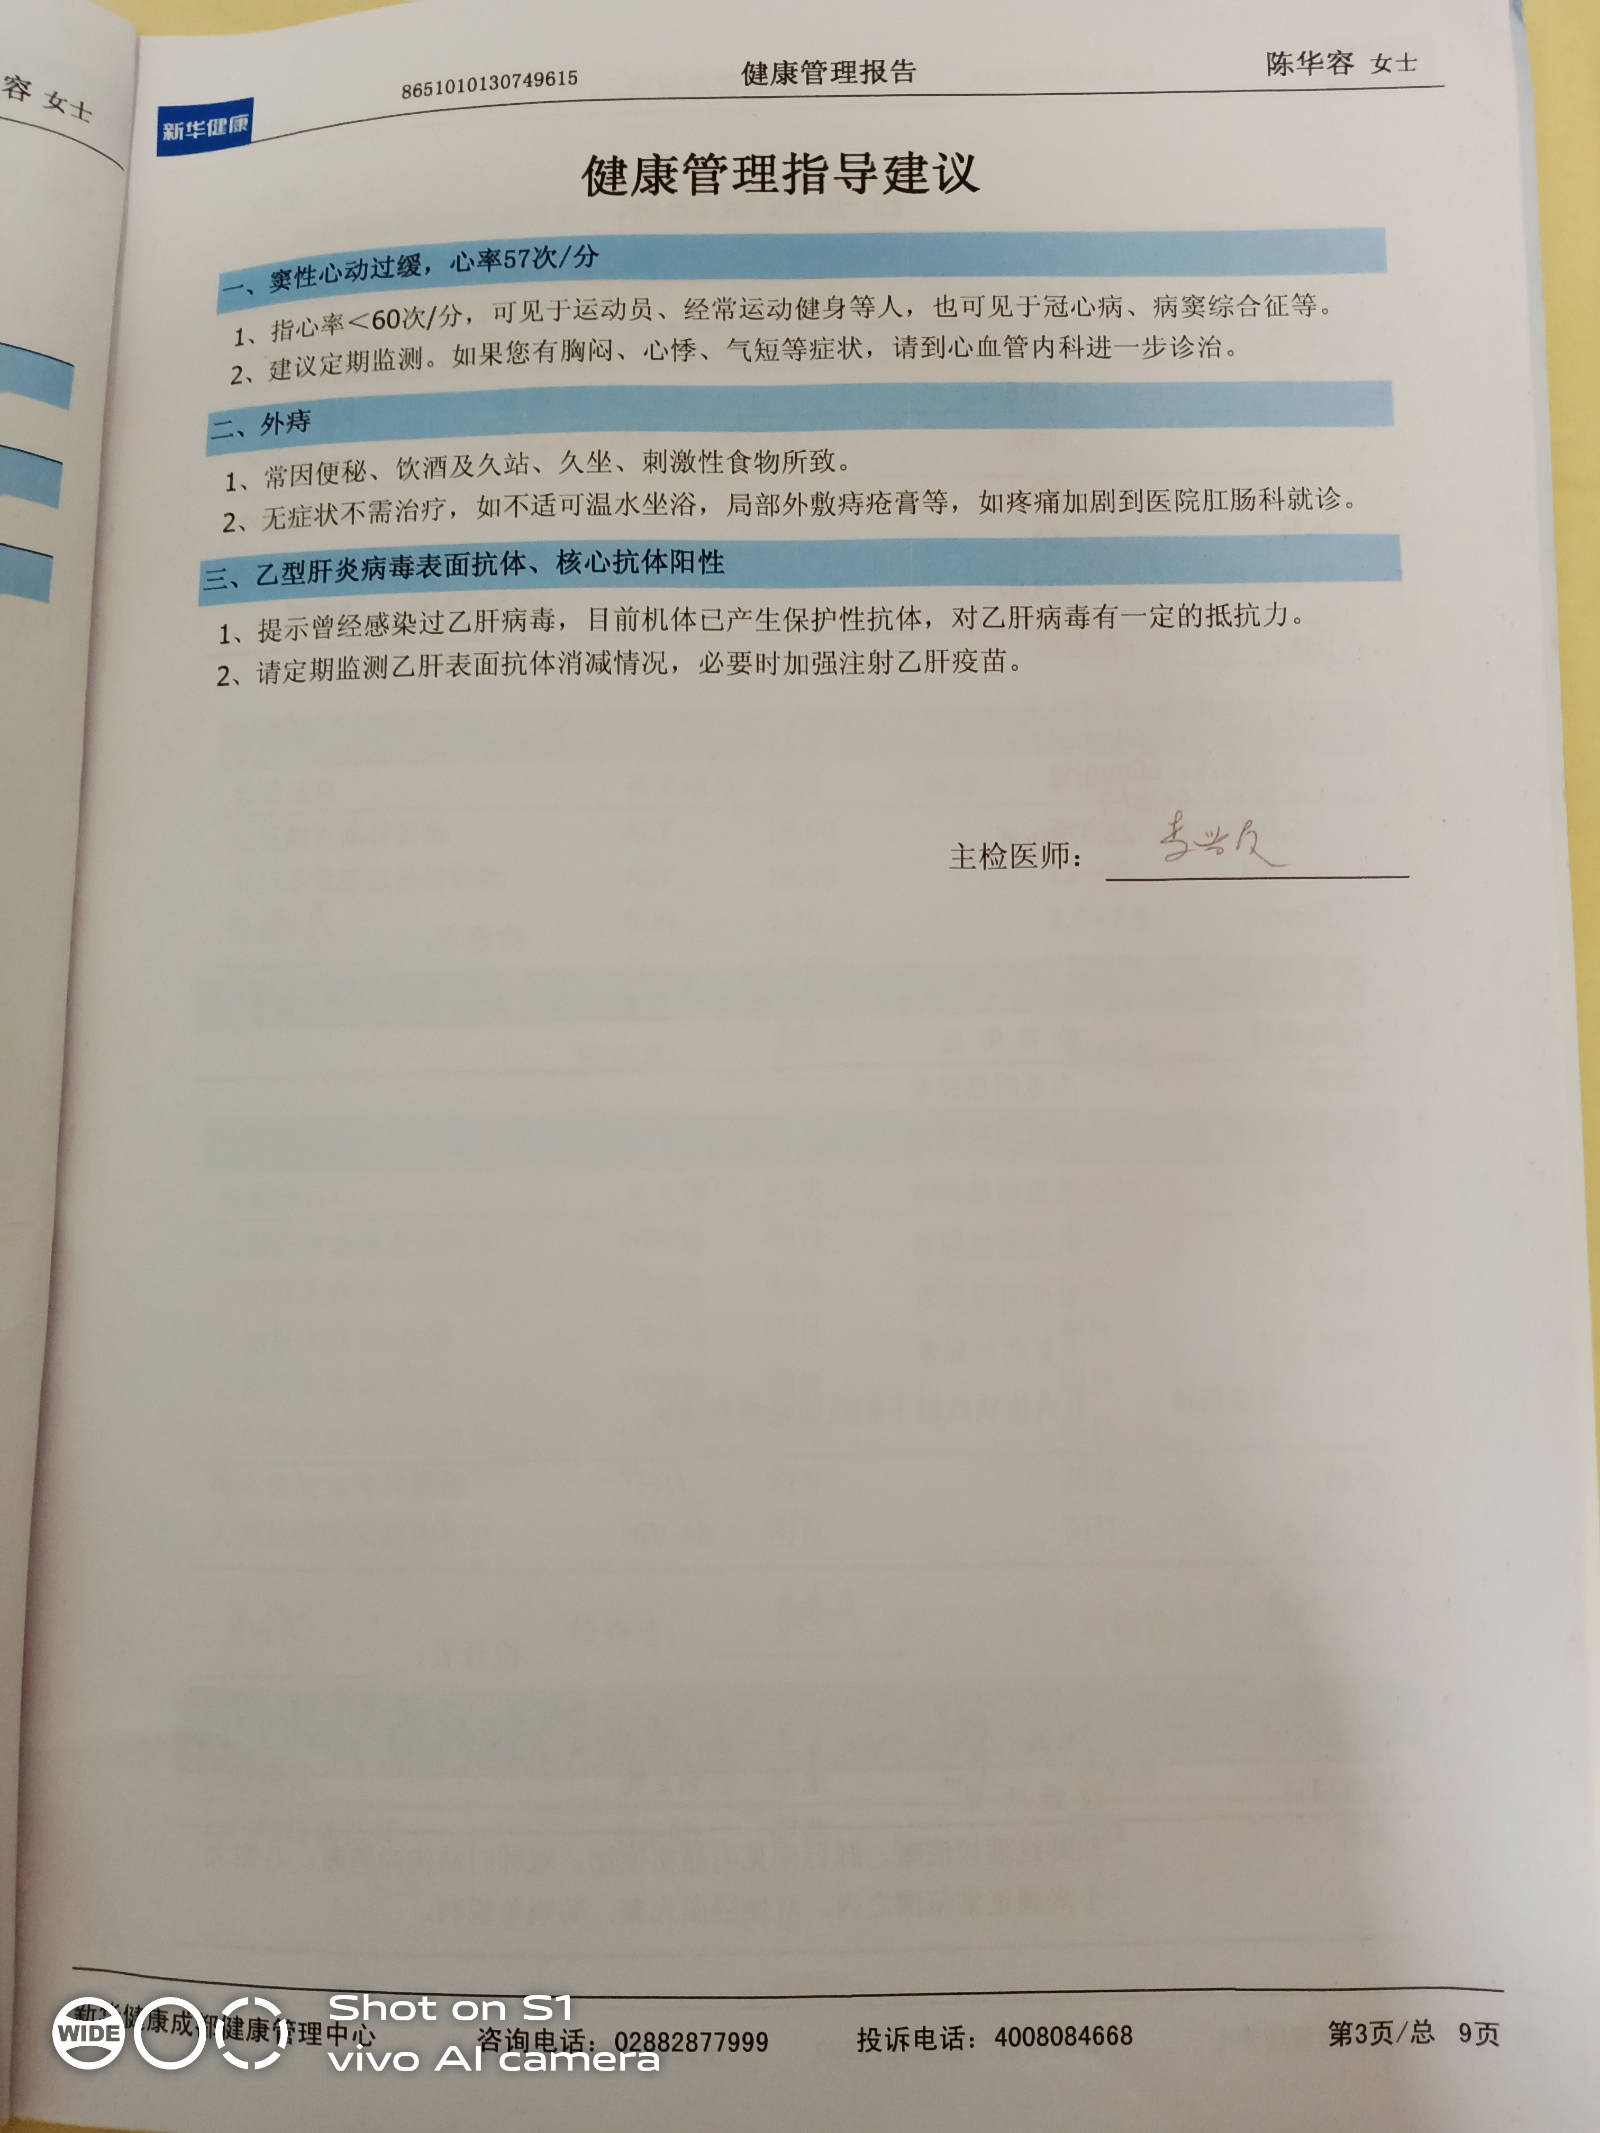 容 女士
8651010130749615
健康管理报告
陈华容 女士
新华健康
健康管理指导建议
一、窦性心动过缓，心率57次/分
1、指心率＜60次/分，可见于运动员、经常运动健身等人，也可见于冠心病、病窦综合征等。
2、建议定期监测。如果您有胸闷、心悸、气短等症状，请到心血管内科进一步诊治。
二、外痔
1、常因便秘、饮酒及久站、久坐、刺激性食物所致。
2、无症状不需治疗，如不适可温水坐浴，局部外敷痔疮膏等，如疼痛加剧到医院肛肠科就诊。
三、乙型肝炎病毒表面抗体、核心抗体阳性
1、提示曾经感染过乙肝病毒，目前机体已产生保护性抗体，对乙肝病毒有一定的抵抗力。
2、请定期监测乙肝表面抗体消减情况，必要时加强注射乙肝疫苗。
主检医师：
新华健康成都健康管理中心
咨询电话：02882877999
投诉电话：4008084668
第3页/总 9页
WIDE
Shot on S1
vivo AI camera